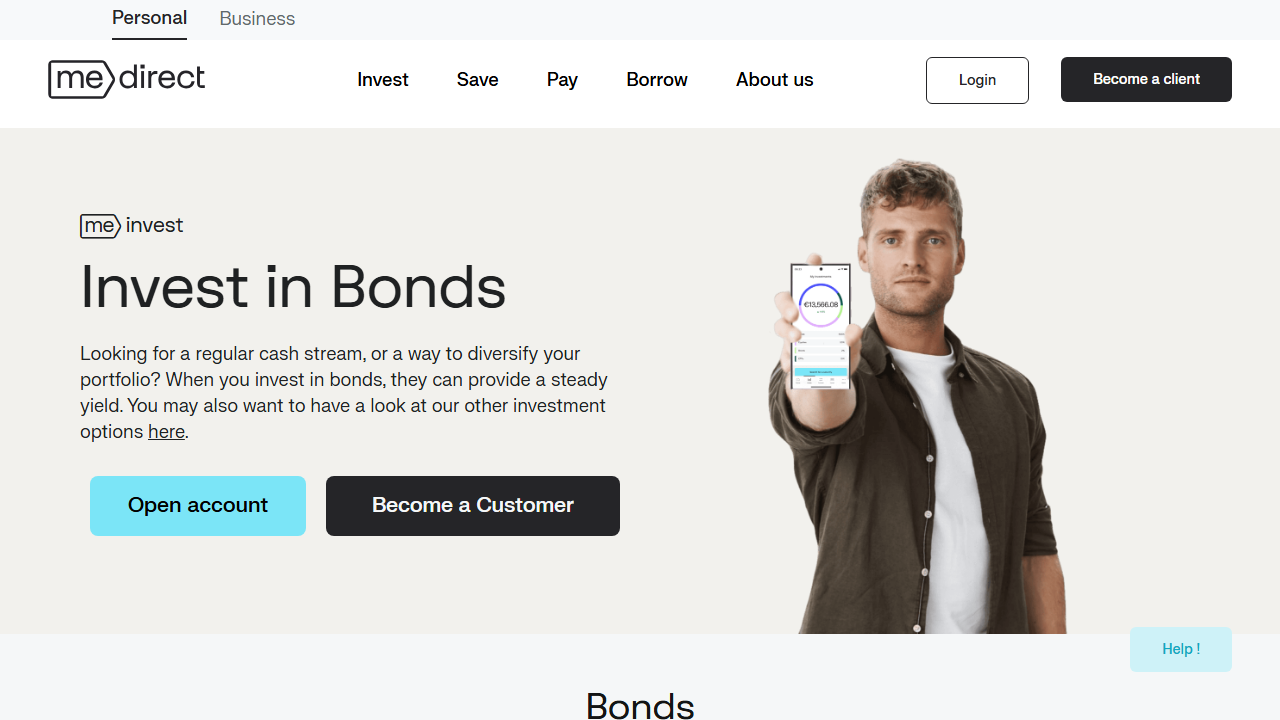 Personal
Business
me direct
Invest
Save
Pay
Borrow
About us
Login
Become a client
me invest
Invest in Bonds
Looking for a regular cash stream, or a way to diversify your
portfolio? When you invest in bonds, they can provide a steady
yield. You may also want to have a look at our other investment
options here.
€13,566.08
Open account
Become a Customer
Help !
Bonds